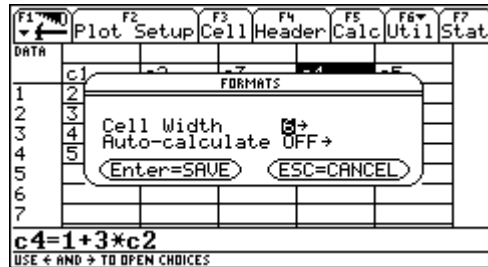 F1 F2 Plot Setup F3 Cell F4 Header F5 Calc F6 Util F7 Stat
DATA
c1
FORMATS
1 2
2 3
3 4
4 5
5
6
7
Cell Width 6→
Auto-calculate OFF→
Enter=SAVE ESC=CANCEL
c4=1+3*c2
USE ← AND → TO OPEN CHOICES